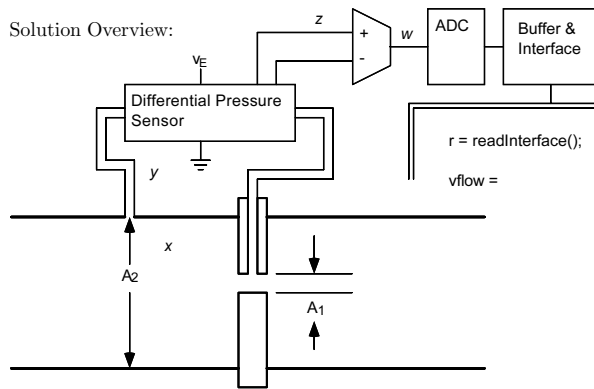 Solution Overview:
z
+
-
w
ADC
Buffer &
Interface
vE
Differential Pressure
Sensor
r = readInterface();
vflow =
y
x
A2
A1